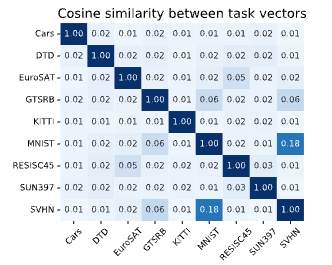 Cosine similarity between task vectors
Cars 1.00 0.02 0.01 0.02 0.01 0.01 0.02 0.02 0.01
DTD 0.02 1.00 0.02 0.02 0.01 0.02 0.02 0.02 0.01
EuroSAT 0.01 0.02 1.00 0.02 0.01 0.02 0.05 0.02 0.01
GTSRB 0.02 0.02 0.02 1.00 0.02 0.06 0.02 0.02 0.06
KITTI 0.01 0.01 0.01 0.02 1.00 0.02 0.01 0.01 0.02
MNIST 0.01 0.02 0.02 0.06 0.02 1.00 0.02 0.01 0.18
RESISC45 0.02 0.02 0.05 0.02 0.01 0.02 1.00 0.03 0.01
SUN397 0.02 0.02 0.02 0.02 0.01 0.01 0.03 1.00 0.01
SVHN 0.01 0.01 0.01 0.06 0.02 0.18 0.01 0.01 1.00
Cars DTD EuroSAT GTSRB KITTI MNIST RESISC45 SUN397 SVHN